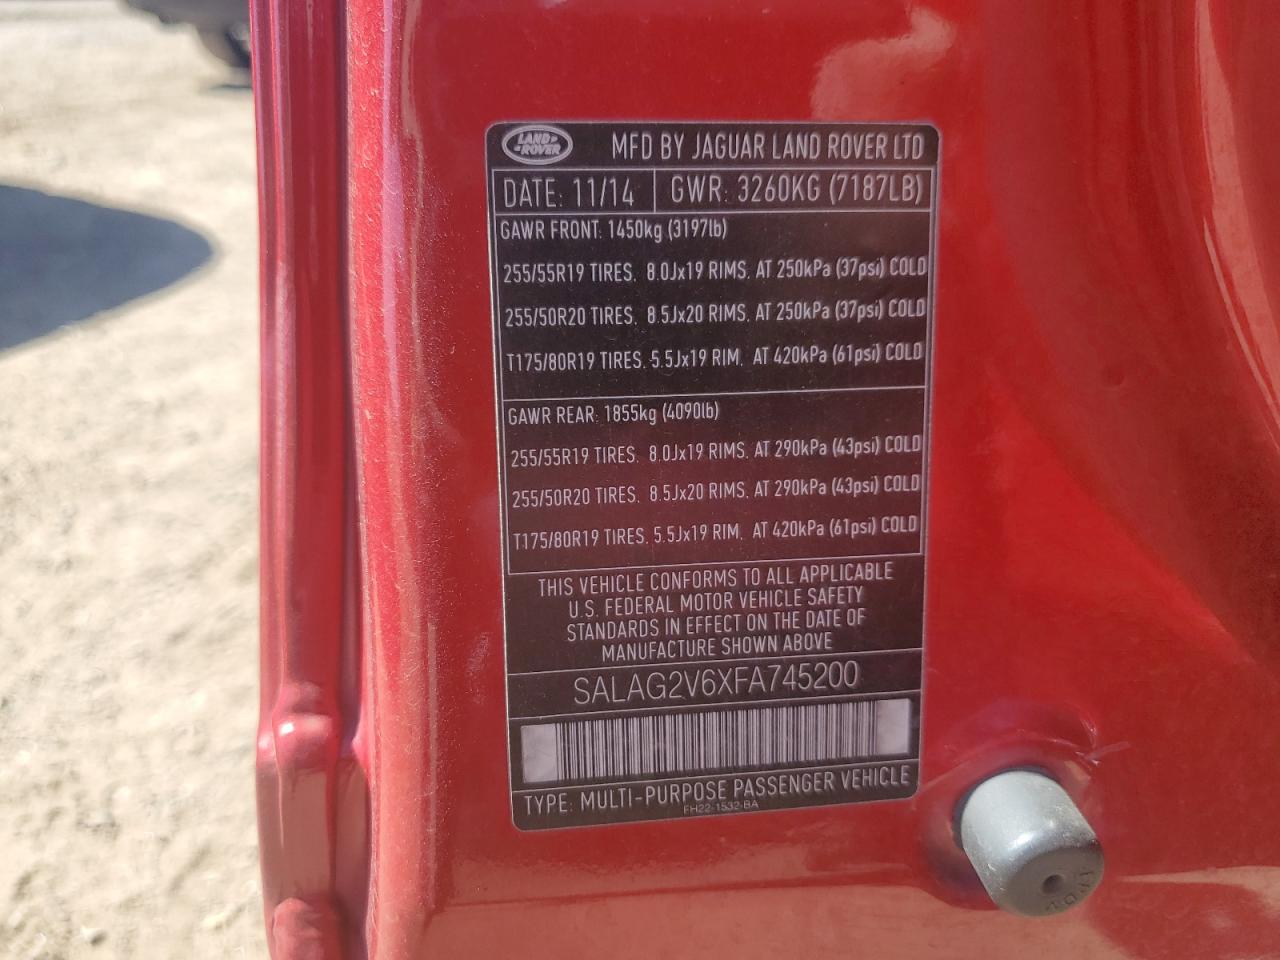 LAND ROVER MFD BY JAGUAR LAND ROVER LTD
DATE: 11/14 GWR: 3260KG (7187LB)
GAWR FRONT: 1450kg (3197lb)
255/55R19 TIRES, 8.0Jx19 RIMS, AT 250kPa (37psi) COLD
255/50R20 TIRES, 8.5Jx20 RIMS, AT 250kPa (37psi) COLD
T175/80R19 TIRES, 5.5Jx19 RIM, AT 420kPa (61psi) COLD
GAWR REAR: 1855kg (4090lb)
255/55R19 TIRES, 8.0Jx19 RIMS, AT 290kPa (43psi) COLD
255/50R20 TIRES, 8.5Jx20 RIMS, AT 290kPa (43psi) COLD
T175/80R19 TIRES, 5.5Jx19 RIM, AT 420kPa (61psi) COLD
THIS VEHICLE CONFORMS TO ALL APPLICABLE
U.S. FEDERAL MOTOR VEHICLE SAFETY
STANDARDS IN EFFECT ON THE DATE OF
MANUFACTURE SHOWN ABOVE
SALAG2V6XFA745200
TYPE: MULTI-PURPOSE PASSENGER VEHICLE
FH22-1532-BA